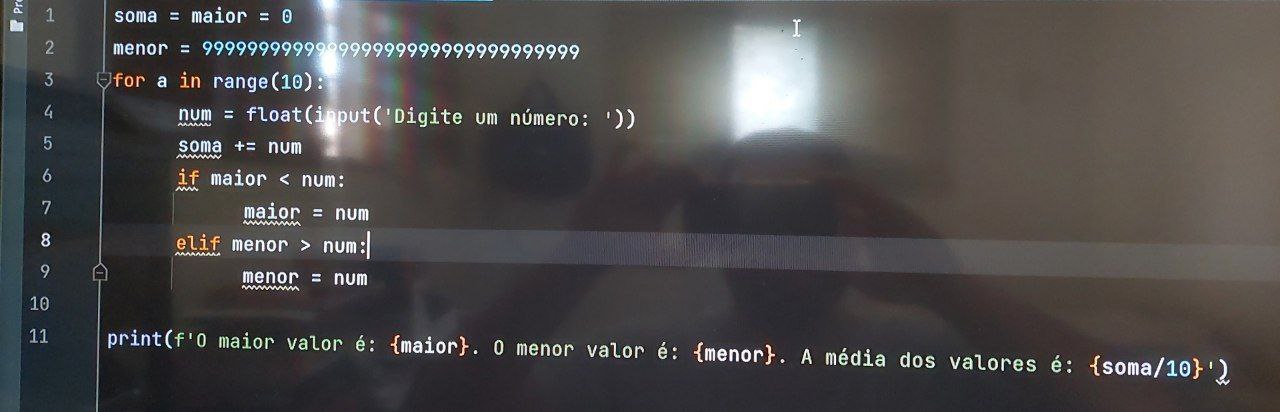 Pro
1 soma = maior = 0
2 menor = 9999999999999999999999999999999999
3 for a in range(10):
4 num = float(input('Digite um número: '))
5 soma += num
6 if maior < num:
7 maior = num
8 elif menor > num:
9 menor = num
10
11 print(f'O maior valor é: {maior}. O menor valor é: {menor}. A média dos valores é: {soma/10}')